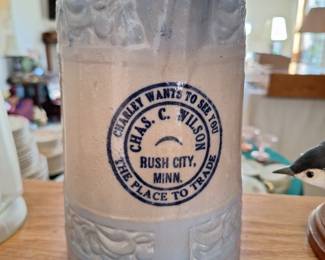 CHARLEY WANTS TO SEE YOU
CHAS. C. WILSON
RUSH CITY,
MINN.
THE PLACE TO TRADE